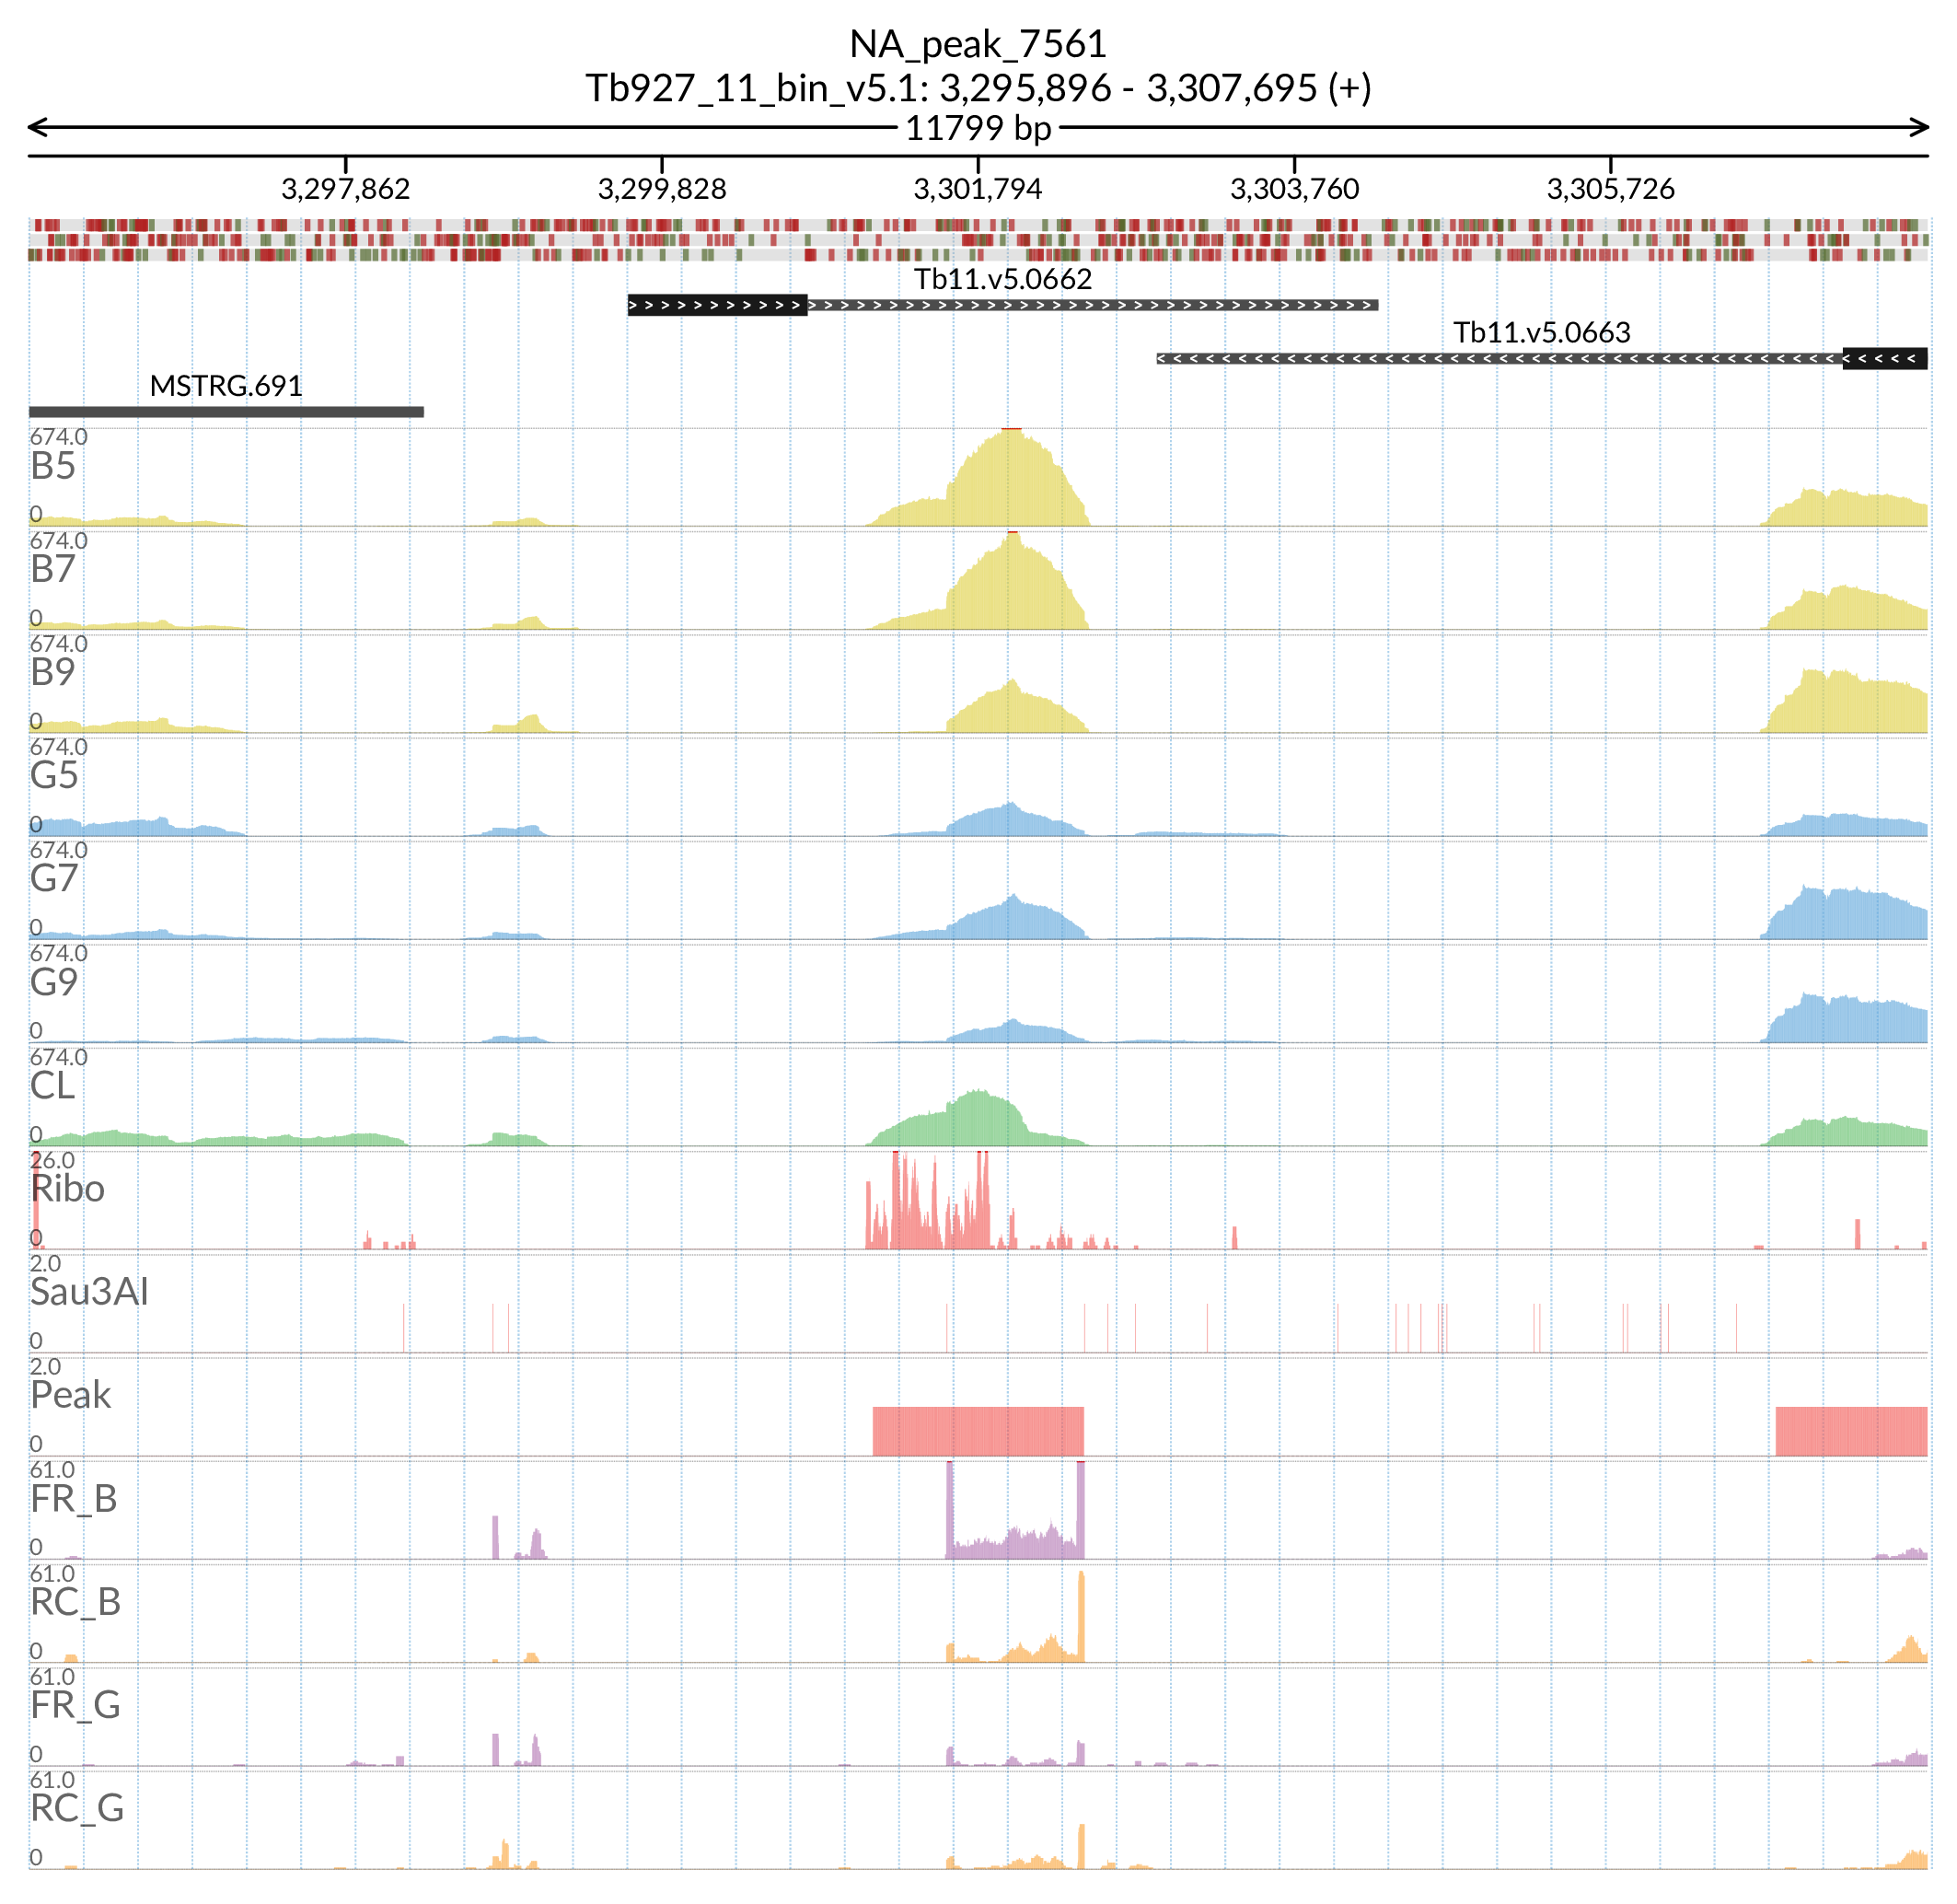 NA_peak_7561
Tb927_11_bin_v5.1: 3,295,896 - 3,307,695 (+)
11799 bp
3,297,862 3,299,828 3,301,794 3,303,760 3,305,726
Tb11.v5.0662
Tb11.v5.0663
MSTRG.691
674.0
B5
0
674.0
B7
0
674.0
B9
0
674.0
G5
0
674.0
G7
0
674.0
G9
0
674.0
CL
0
26.0
Ribo
0
2.0
Sau3AI
0
2.0
Peak
0
61.0
FR_B
0
61.0
RC_B
0
61.0
FR_G
0
61.0
RC_G
0